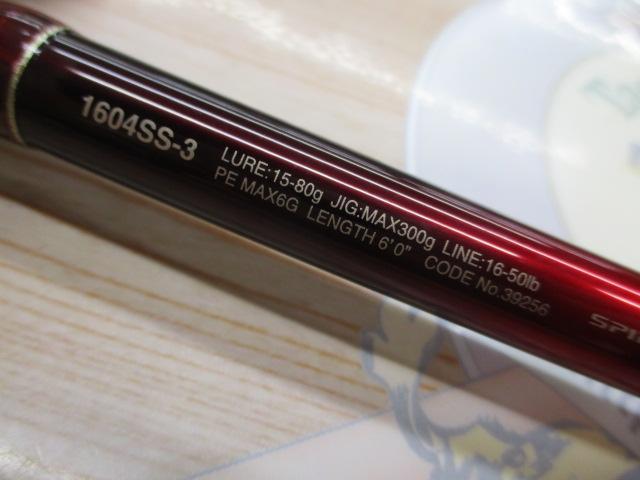 1604SS-3
LURE:15-80g JIG:MAX300g LINE:16-50lb
PE MAX6G LENGTH 6'0" CODE No.39256